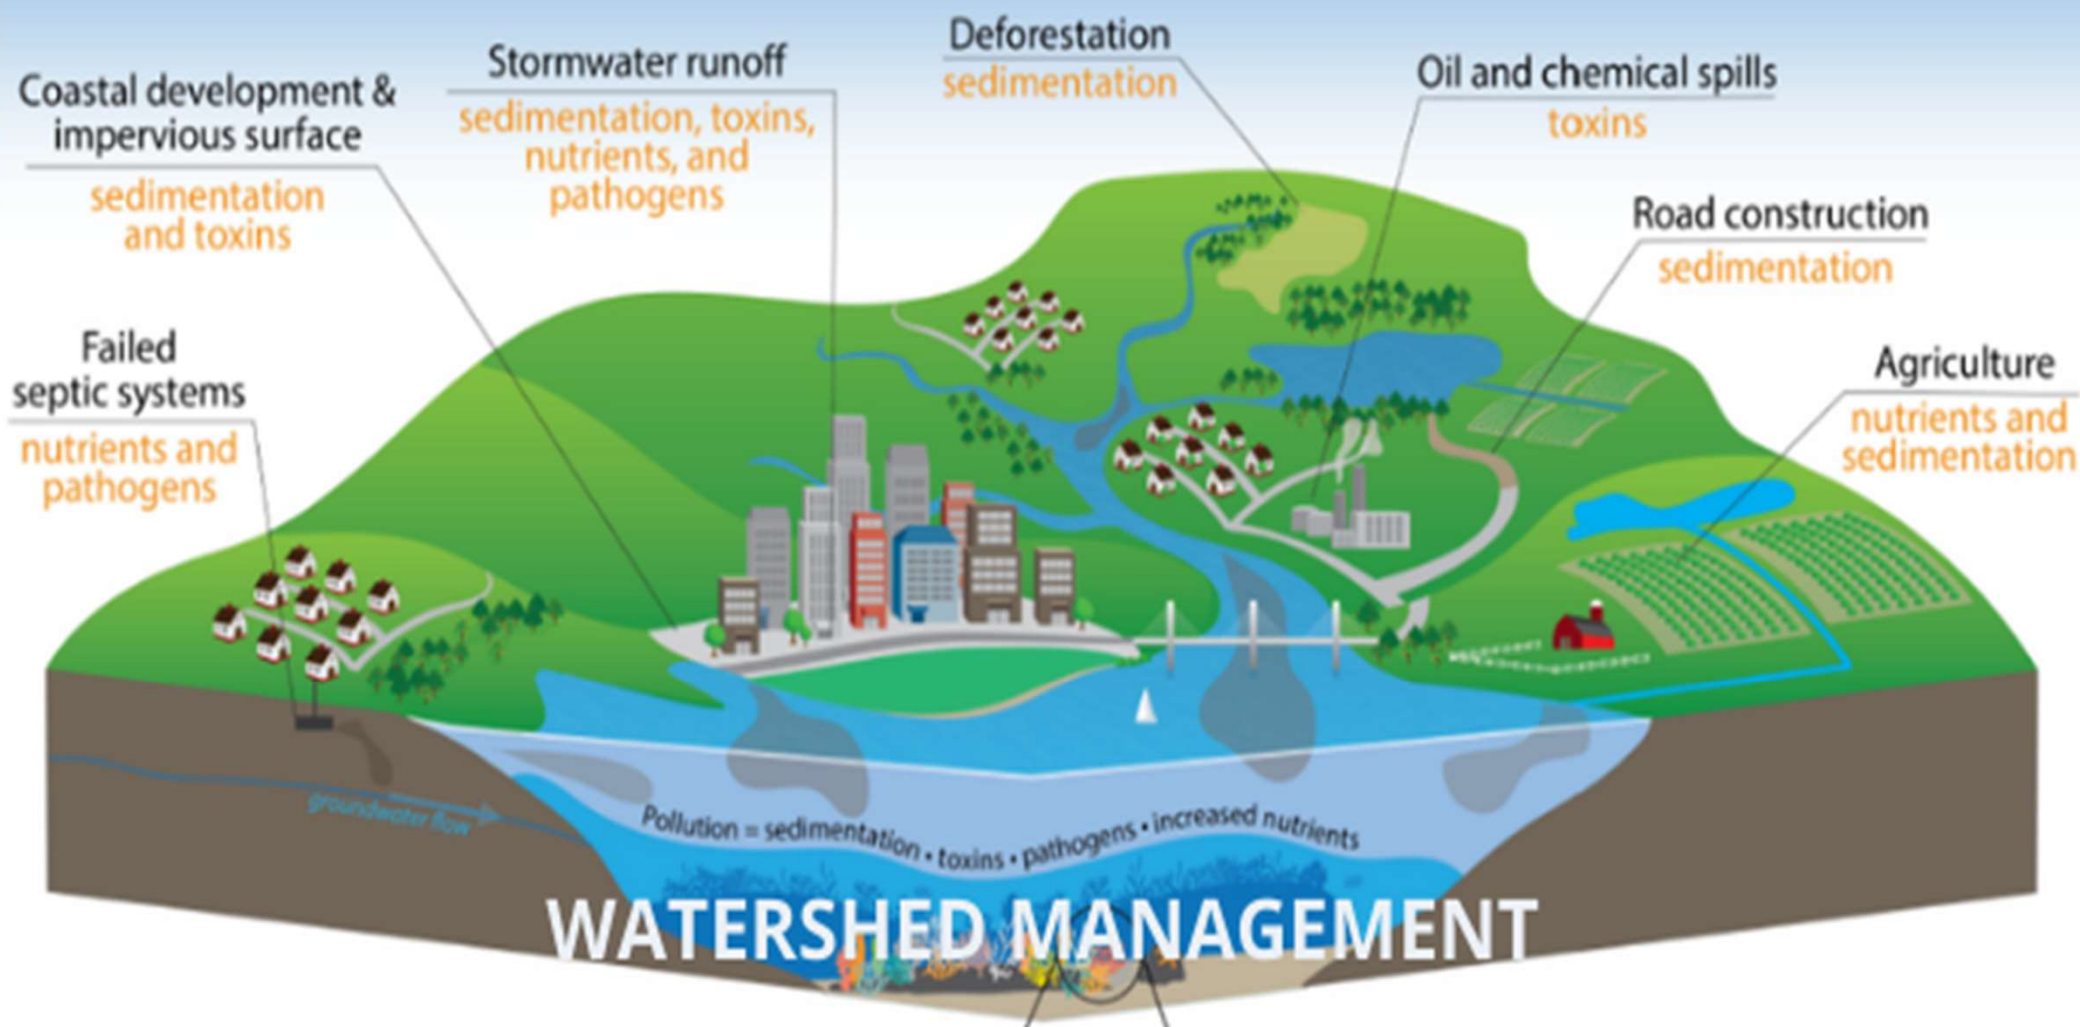 Coastal development &
impervious surface
sedimentation
and toxins
Stormwater runoff
sedimentation, toxins,
nutrients, and
pathogens
Deforestation
sedimentation
Oil and chemical spills
toxins
Road construction
sedimentation
Failed
septic systems
nutrients and
pathogens
Agriculture
nutrients and
sedimentation
groundwater flow
Pollution = sedimentation • toxins • pathogens • increased nutrients
WATERSHED MANAGEMENT